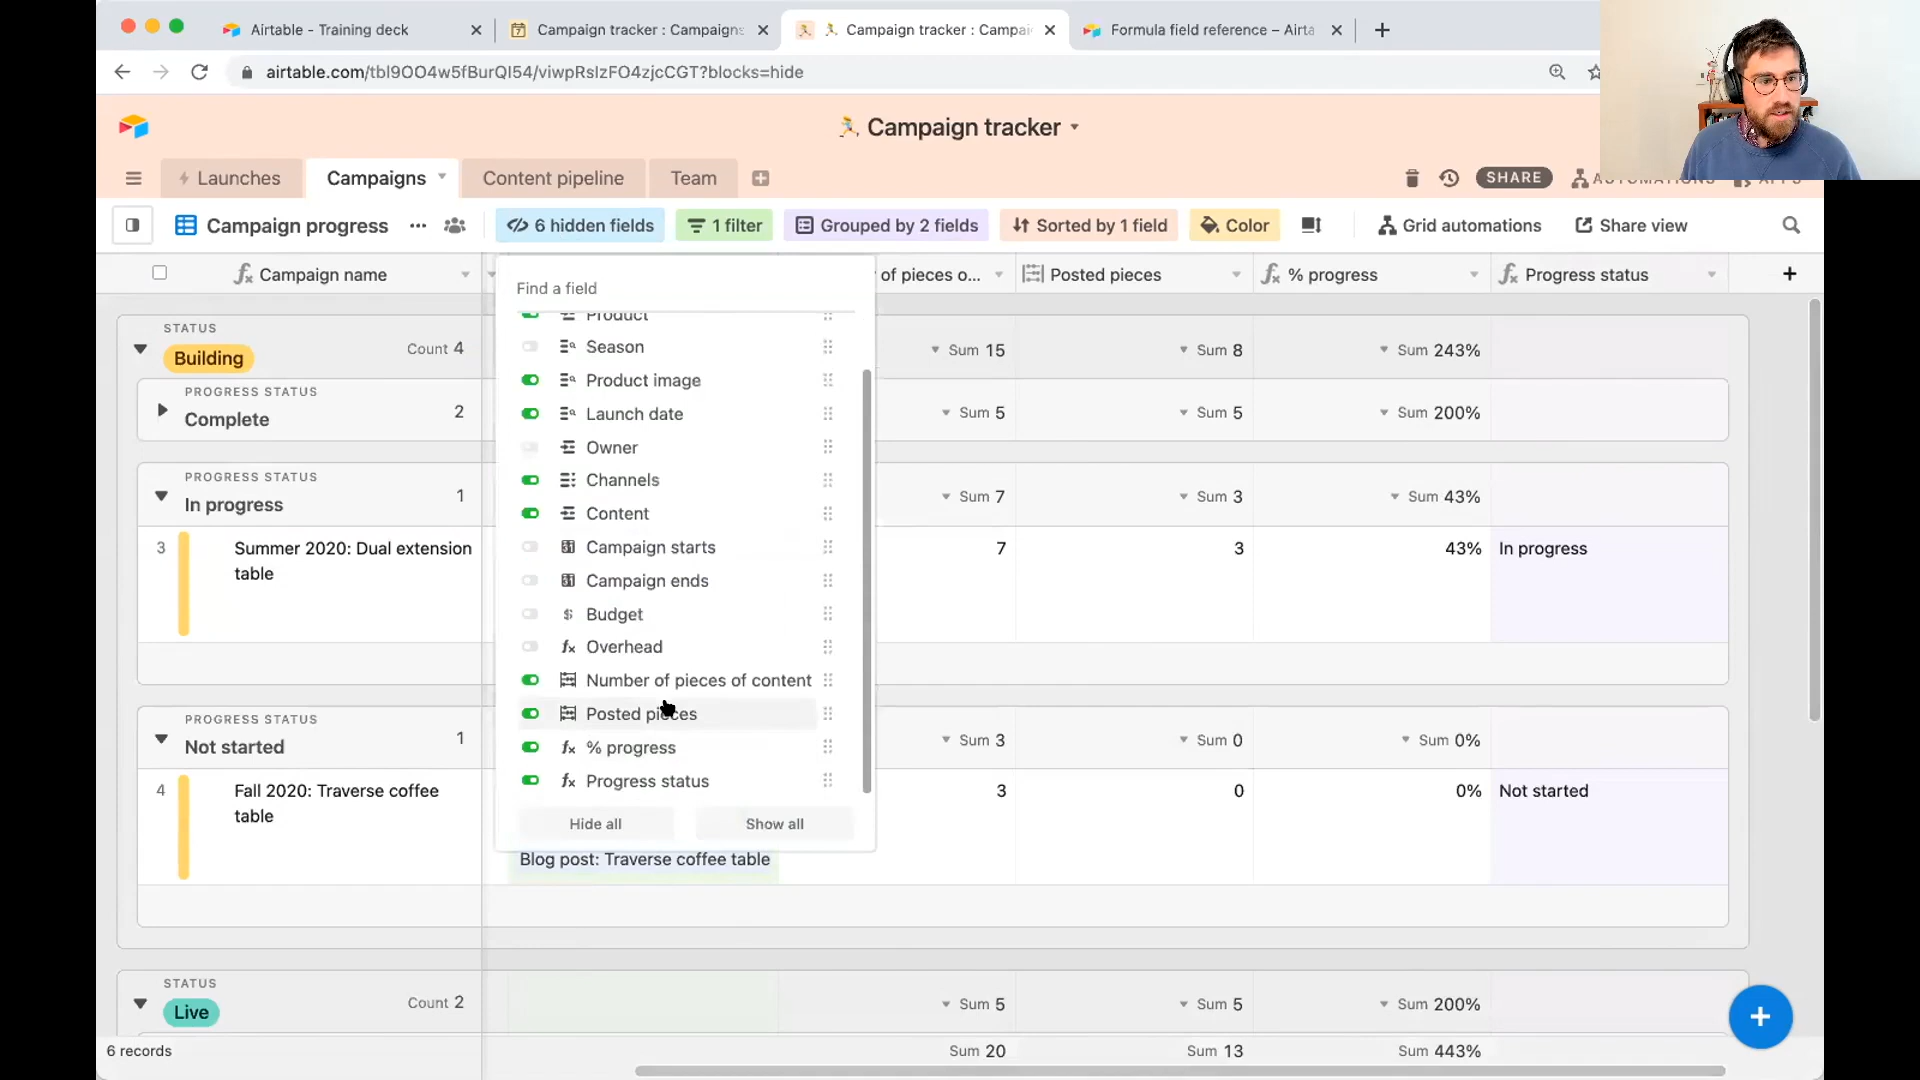 Airtable - Training deck
Campaign tracker : Campaigns
Campaign tracker : Campai
Formula field reference – Airta
airtable.com/tbl9OO4w5fBurQI54/viwpRsIzFO4zjcCGT?blocks=hide
Campaign tracker
Launches
Campaigns
Content pipeline
Team
SHARE
AUTOMATIONS
APPS
Campaign progress
6 hidden fields
1 filter
Grouped by 2 fields
Sorted by 1 field
Color
Grid automations
Share view
Campaign name
of pieces o...
Posted pieces
% progress
Progress status
Find a field
Product
Season
Product image
Launch date
Owner
Channels
Content
Campaign starts
Campaign ends
Budget
Overhead
Number of pieces of content
Posted pieces
% progress
Progress status
Hide all
Show all
STATUS
Building
Count 4
Sum 15
Sum 8
Sum 243%
PROGRESS STATUS
Complete
2
Sum 5
Sum 5
Sum 200%
PROGRESS STATUS
In progress
1
Sum 7
Sum 3
Sum 43%
3
Summer 2020: Dual extension
table
7
3
43%
In progress
PROGRESS STATUS
Not started
1
Sum 3
Sum 0
Sum 0%
4
Fall 2020: Traverse coffee
table
3
0
0%
Not started
Blog post: Traverse coffee table
STATUS
Live
Count 2
Sum 5
Sum 5
Sum 200%
6 records
Sum 20
Sum 13
Sum 443%